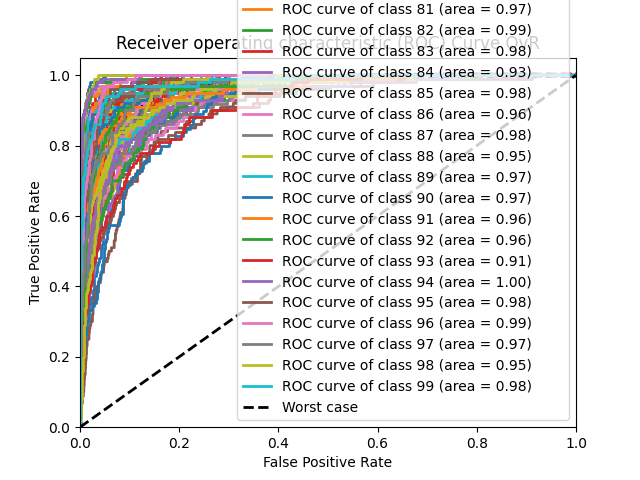 ROC curve of class 81 (area = 0.97)
ROC curve of class 82 (area = 0.99)
Receiver operating characteristic (ROC) Curve OvR
ROC curve of class 83 (area = 0.98)
ROC curve of class 84 (area = 0.93)
ROC curve of class 85 (area = 0.98)
ROC curve of class 86 (area = 0.96)
ROC curve of class 87 (area = 0.98)
ROC curve of class 88 (area = 0.95)
ROC curve of class 89 (area = 0.97)
ROC curve of class 90 (area = 0.97)
ROC curve of class 91 (area = 0.96)
ROC curve of class 92 (area = 0.96)
ROC curve of class 93 (area = 0.91)
ROC curve of class 94 (area = 1.00)
ROC curve of class 95 (area = 0.98)
ROC curve of class 96 (area = 0.99)
ROC curve of class 97 (area = 0.97)
ROC curve of class 98 (area = 0.95)
ROC curve of class 99 (area = 0.98)
Worst case
True Positive Rate
1.0
0.8
0.6
0.4
0.2
0.0
0.0 0.2 0.4 0.6 0.8 1.0
False Positive Rate